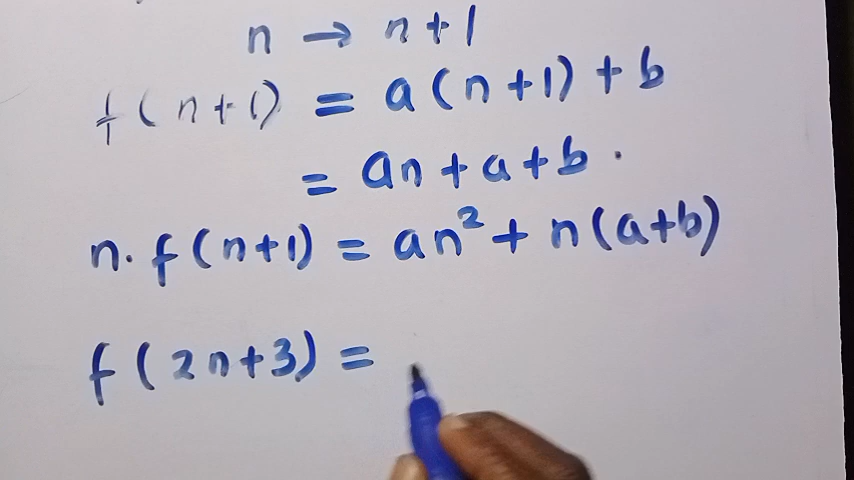 n → n+1
f(n+1) = a(n+1)+b
= an+a+b.
n.f(n+1) = an²+ n(a+b)
f(2n+3) =